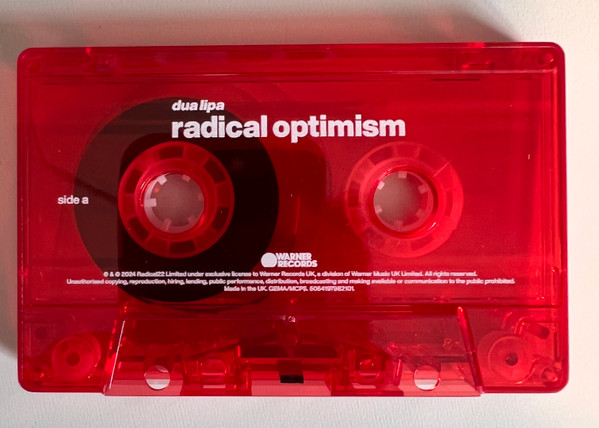 dua lipa
radical optimism
side a
WARNER
RECORDS
℗ & © 2024 Radical22 Limited under exclusive license to Warner Records UK, a division of Warner Music UK Limited. All rights reserved.
Unauthorized copying, reproduction, hiring, lending, public performance, distribution, broadcasting and making available or communication to the public prohibited.
Made in the UK. GEMA/MCPS. 5054197982101.